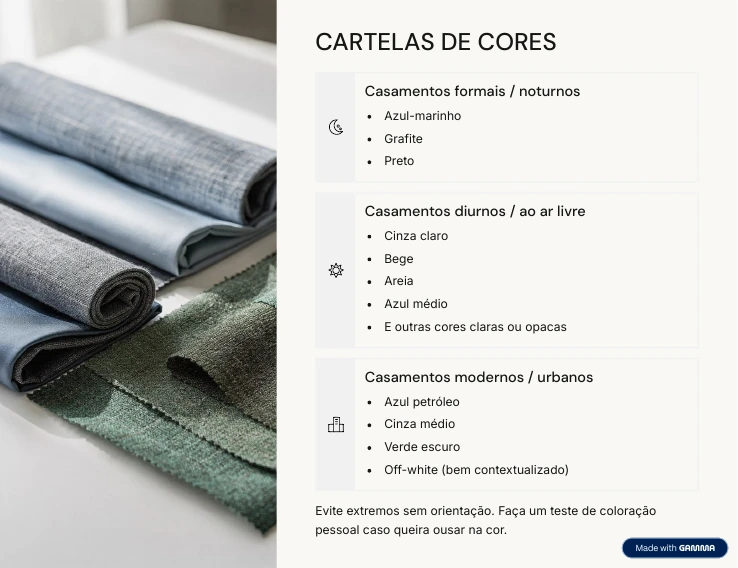 CARTELAS DE CORES
Casamentos formais / noturnos
• Azul-marinho
• Grafite
• Preto
Casamentos diurnos / ao ar livre
• Cinza claro
• Bege
• Areia
• Azul médio
• E outras cores claras ou opacas
Casamentos modernos / urbanos
• Azul petróleo
• Cinza médio
• Verde escuro
• Off-white (bem contextualizado)
Evite extremos sem orientação. Faça um teste de coloração
pessoal caso queira ousar na cor.
Made with GAMMA